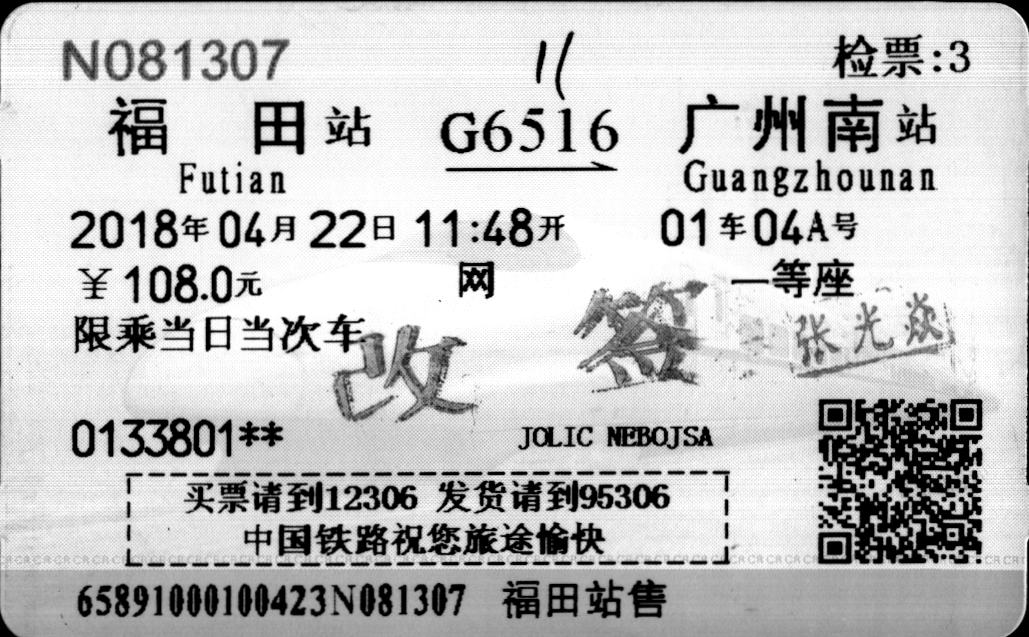 N081307
检票:3
福田站 G6516 广州南站
Futian Guangzhounan
2018年04月22日 11:48开 01车04A号
￥108.0元 网 一等座
限乘当日当次车
改签 张光焱
0133801** JOLIC NEBOJSA
买票请到12306 发货请到95306
中国铁路祝您旅途愉快
65891000100423N081307 福田站售